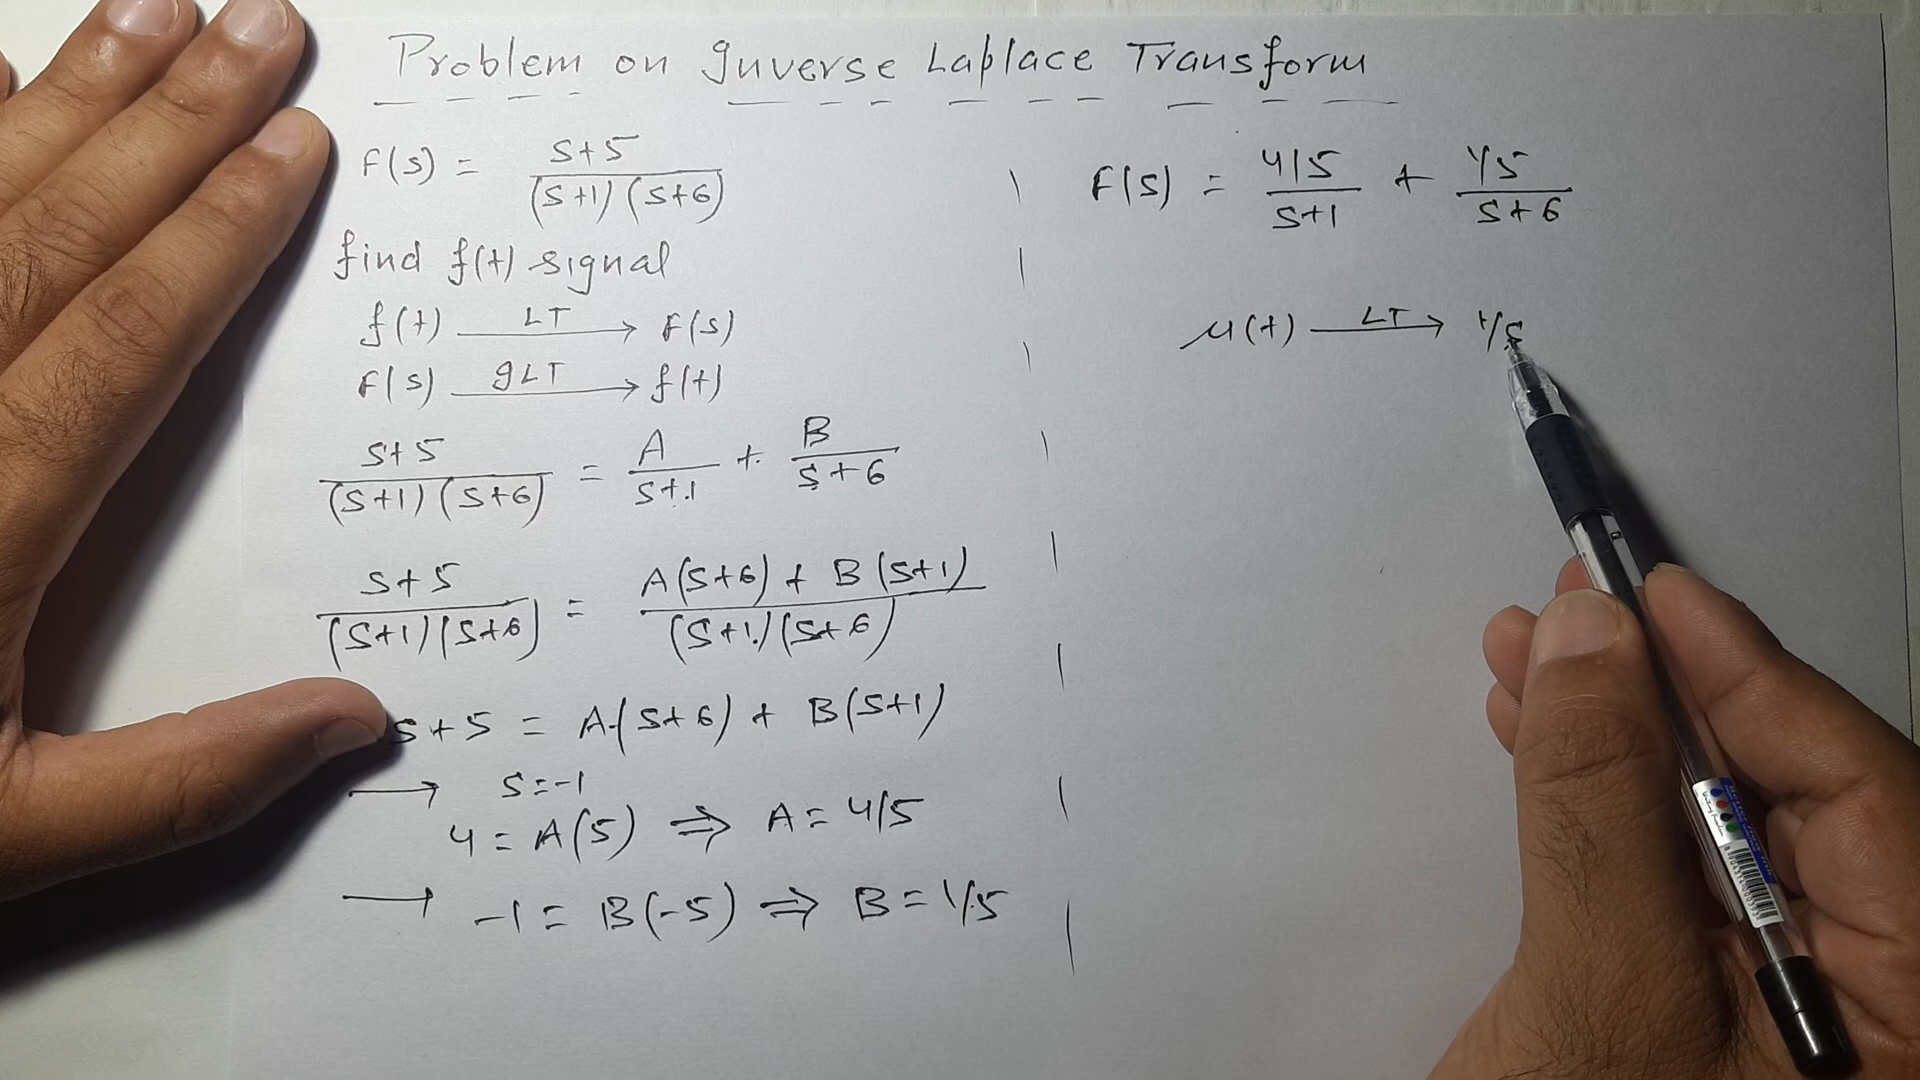 Problem on Inverse Laplace Transform
F(s) = s+5 / (s+1)(s+6)
find f(t) signal
f(t) LT → F(s)
F(s) ILT → f(t)
s+5 / (s+1)(s+6) = A / s+1 + B / s+6
s+5 / (s+1)(s+6) = A(s+6) + B(s+1) / (s+1)(s+6)
s+5 = A(s+6) + B(s+1)
→ s=-1
4 = A(5) ⇒ A = 4/5
→ -1 = B(-5) ⇒ B = 1/5
F(s) = 4/5 / s+1 + 1/5 / s+6
u(t) LT → 1/s